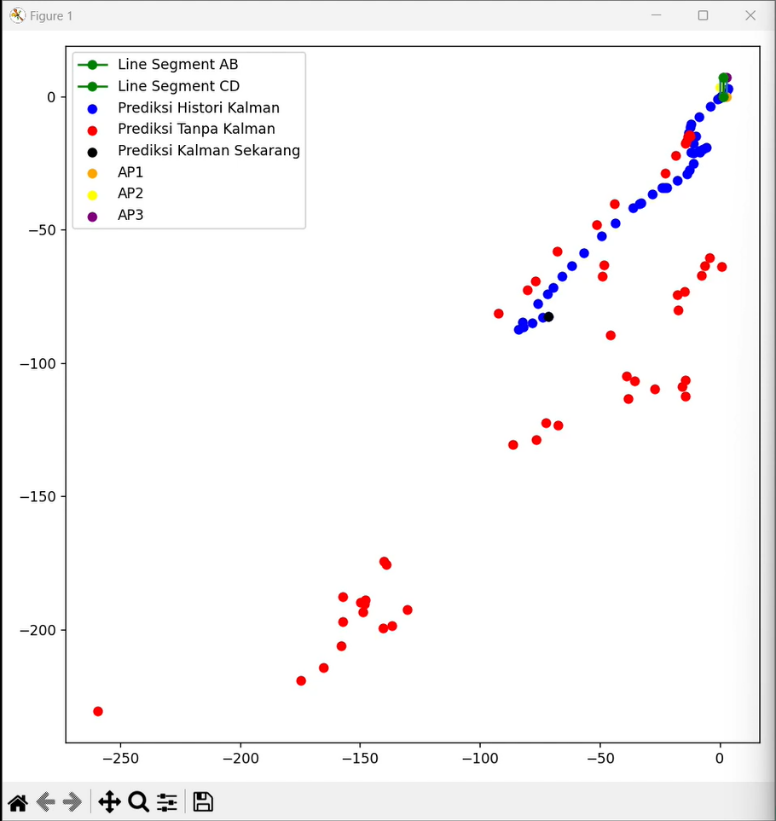 Figure 1
Line Segment AB
Line Segment CD
Prediksi Histori Kalman
Prediksi Tanpa Kalman
Prediksi Kalman Sekarang
AP1
AP2
AP3
0
−50
−100
−150
−200
−250
−200
−150
−100
−50
0